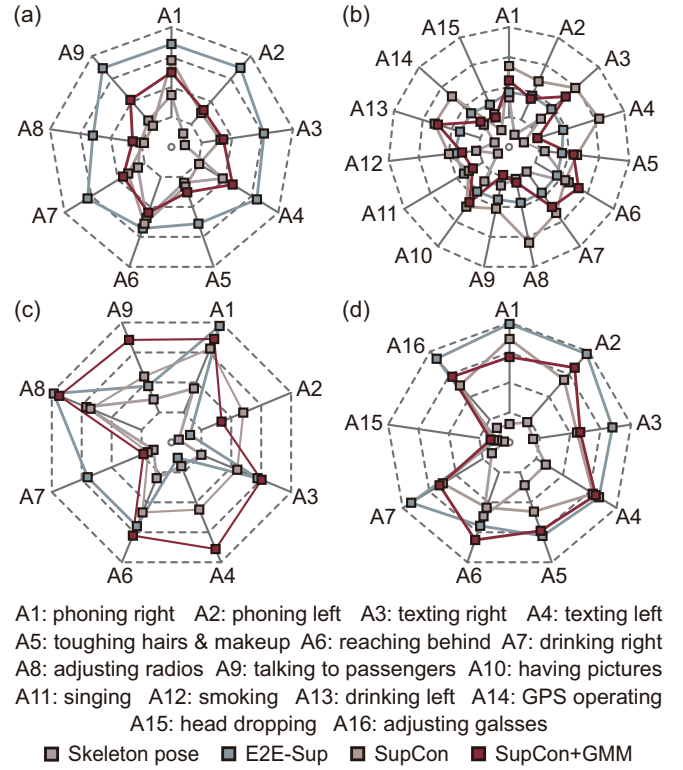 (a)
A1
A2
A3
A4
A5
A6
A7
A8
A9
(b)
A1
A2
A3
A4
A5
A6
A7
A8
A9
A10
A11
A12
A13
A14
A15
(c)
A1
A2
A3
A4
A6
A7
A8
A9
(d)
A1
A2
A3
A4
A5
A6
A7
A15
A16
A1: phoning right A2: phoning left A3: texting right A4: texting left
A5: toughing hairs & makeup A6: reaching behind A7: drinking right
A8: adjusting radios A9: talking to passengers A10: having pictures
A11: singing A12: smoking A13: drinking left A14: GPS operating
A15: head dropping A16: adjusting galsses
Skeleton pose E2E-Sup SupCon SupCon+GMM